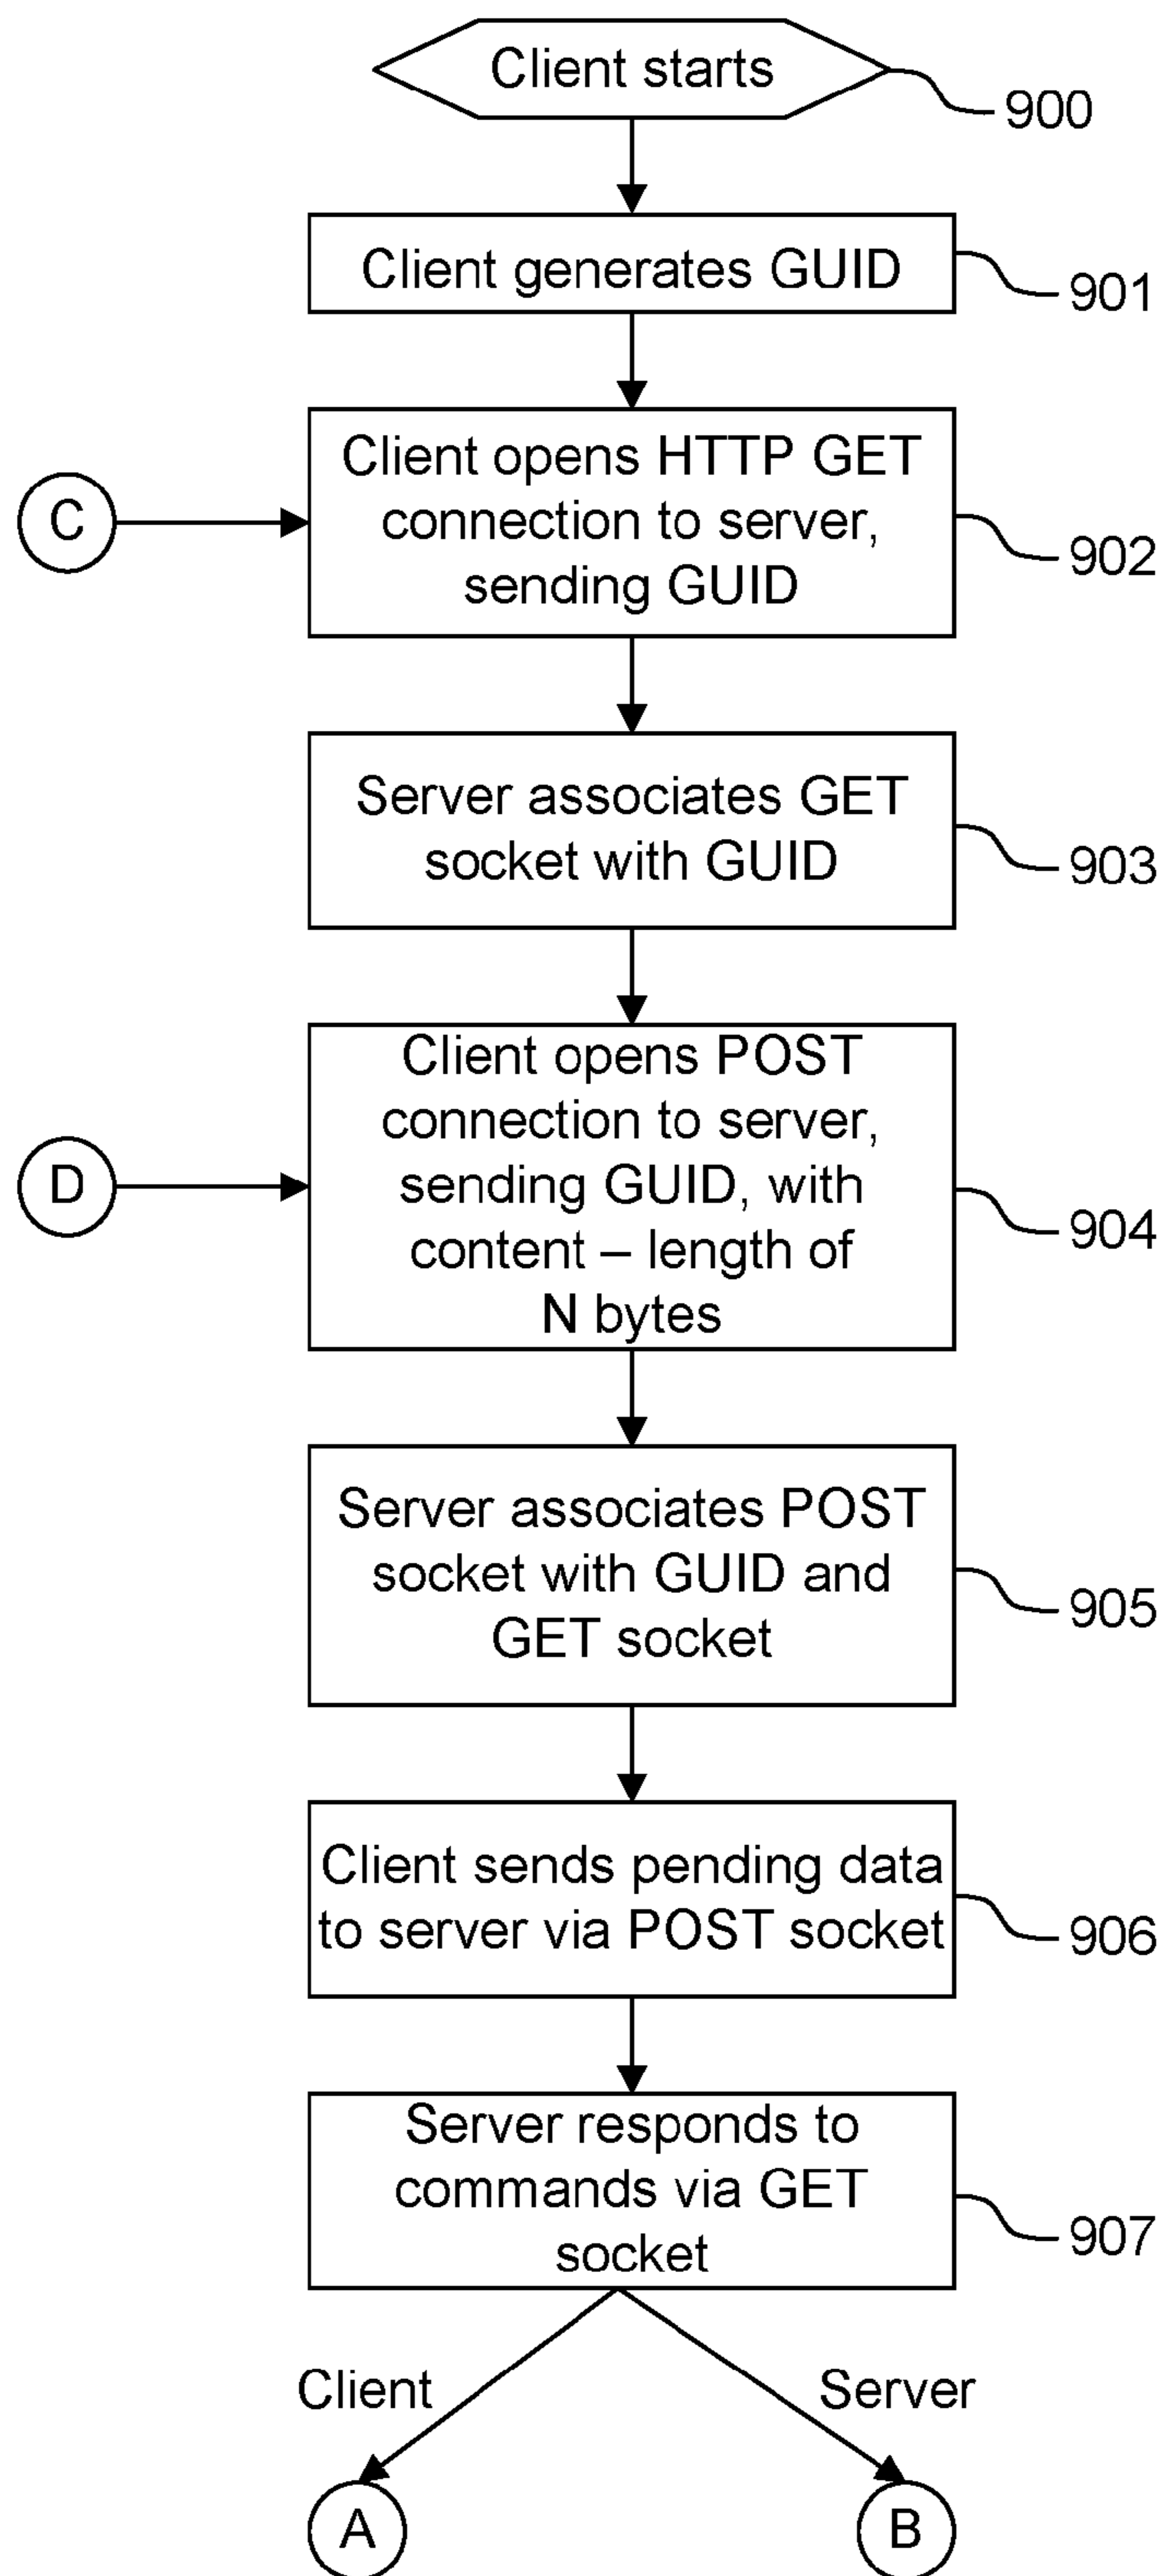 Client starts
900
Client generates GUID
901
Client opens HTTP GET
connection to server,
sending GUID
C
902
Server associates GET
socket with GUID
903
Client opens POST
connection to server,
sending GUID, with
content – length of
N bytes
D
904
Server associates POST
socket with GUID and
GET socket
905
Client sends pending data
to server via POST socket
906
Server responds to
commands via GET
socket
907
Client
Server
A
B